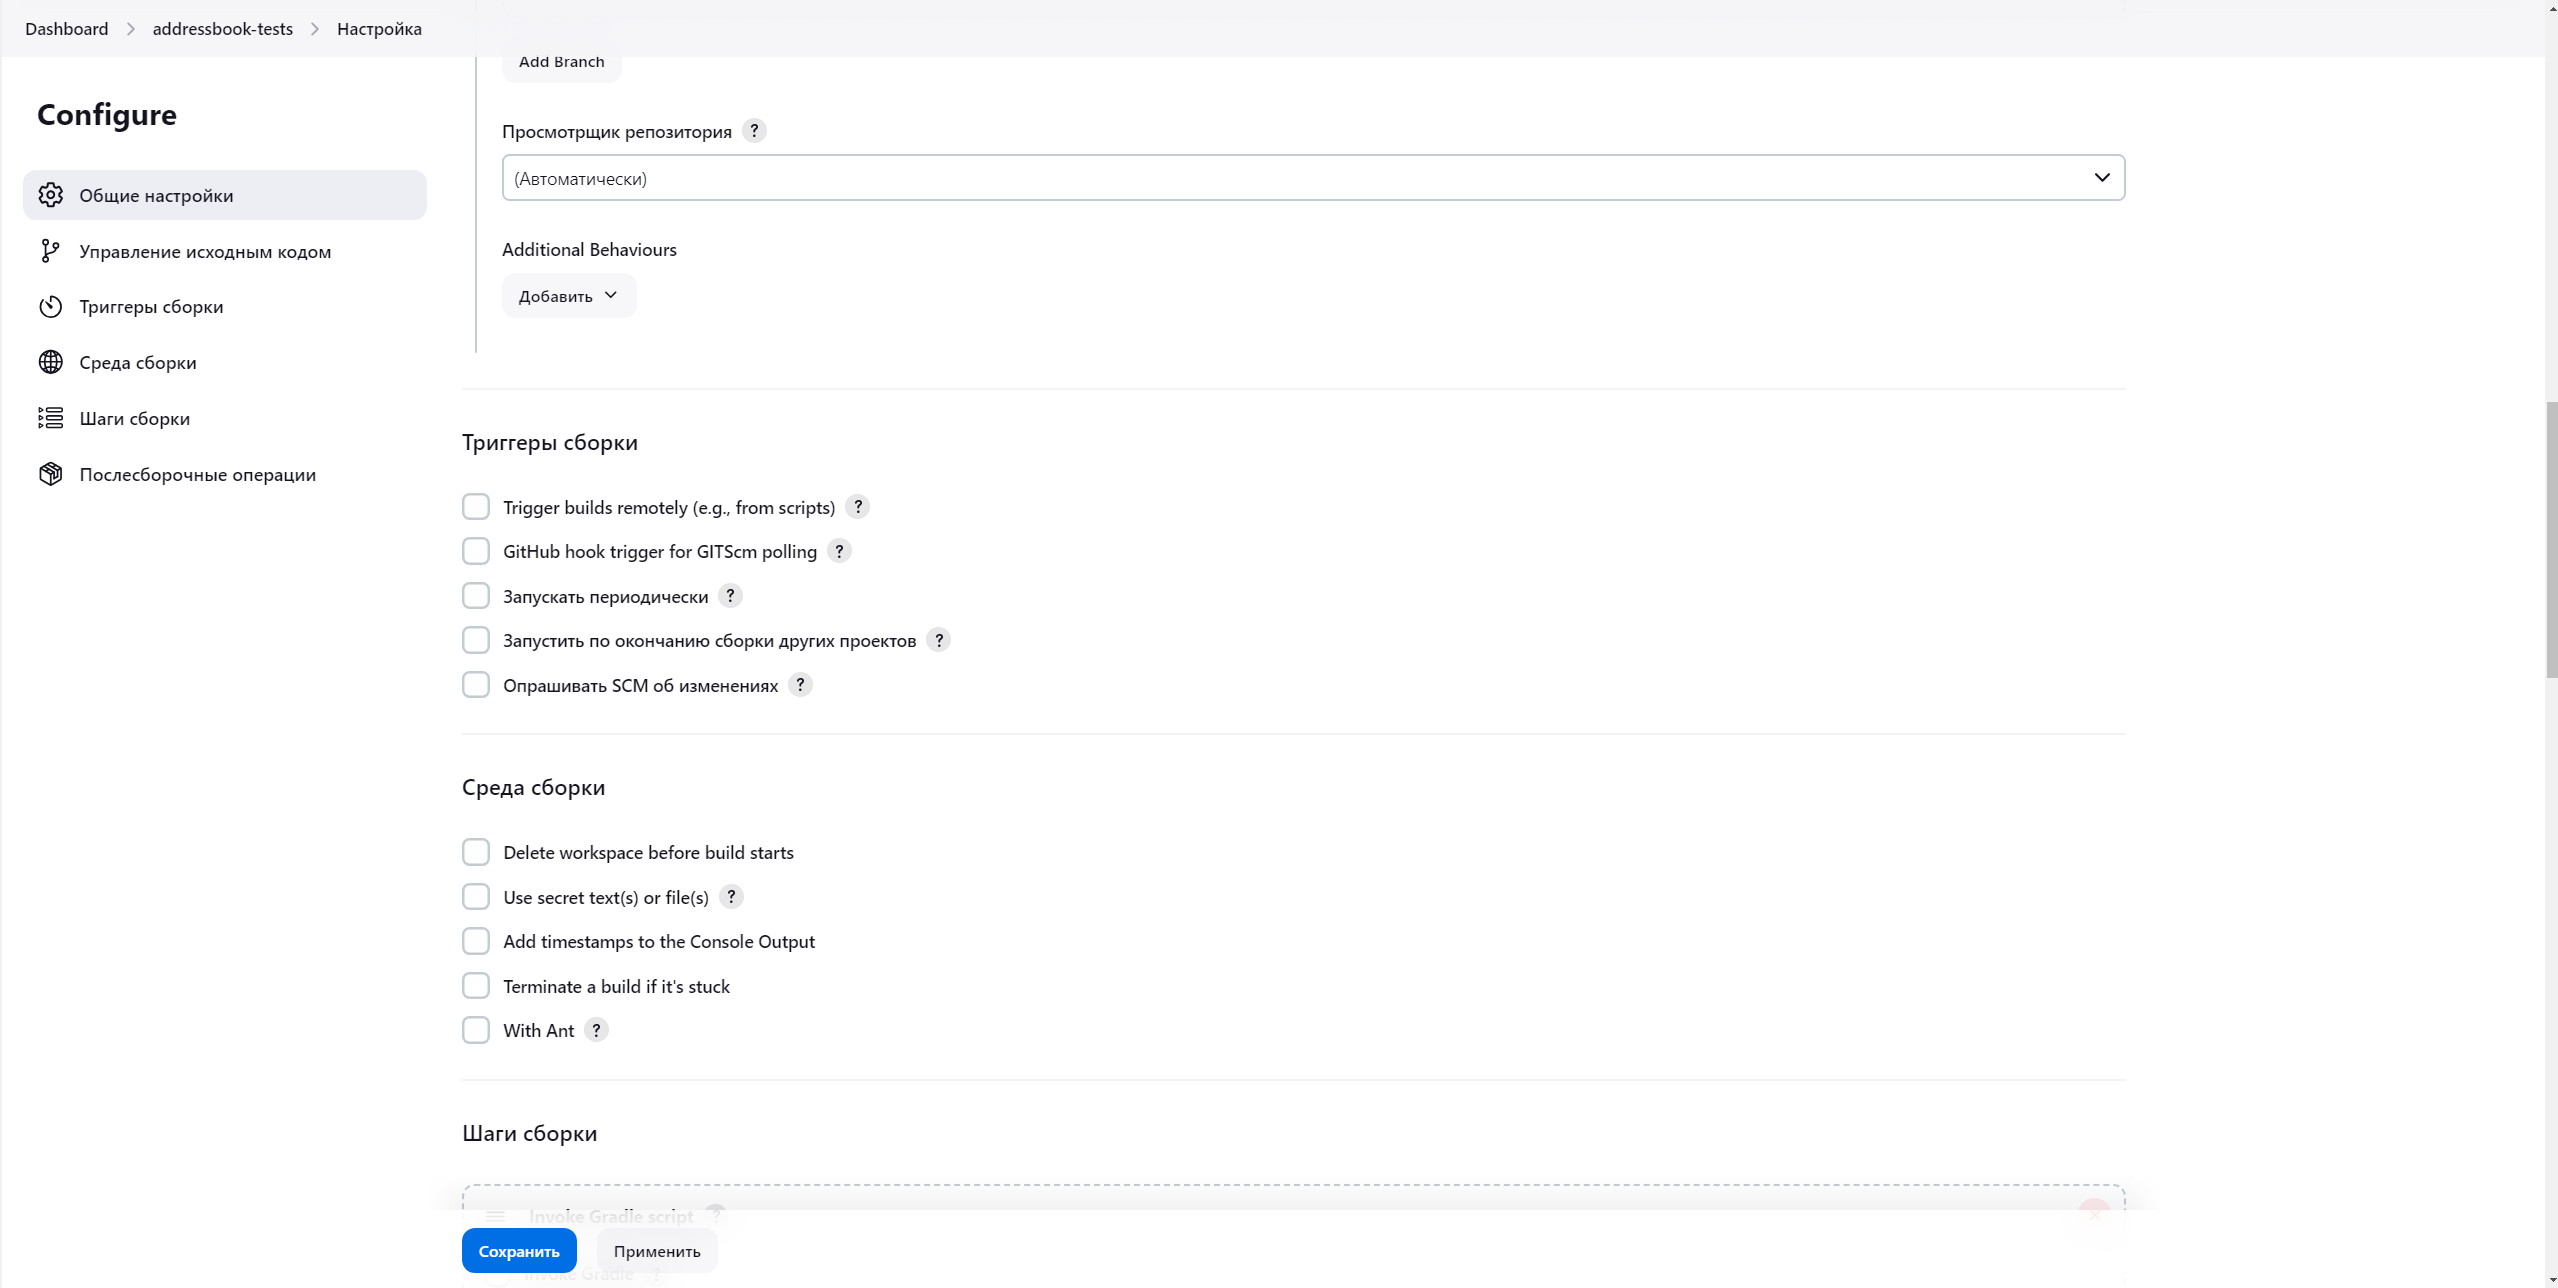 Dashboard > addressbook-tests > Настройка
Configure
Общие настройки
Управление исходным кодом
Триггеры сборки
Среда сборки
Шаги сборки
Послесборочные операции
Add Branch
Просмотрщик репозитория ?
(Автоматически)
Additional Behaviours
Добавить
Триггеры сборки
Trigger builds remotely (e.g., from scripts) ?
GitHub hook trigger for GITScm polling ?
Запускать периодически ?
Запустить по окончанию сборки других проектов ?
Опрашивать SCM об изменениях ?
Среда сборки
Delete workspace before build starts
Use secret text(s) or file(s) ?
Add timestamps to the Console Output
Terminate a build if it's stuck
With Ant ?
Шаги сборки
Invoke Gradle script ?
Сохранить
Применить
Invoke Gradle ?